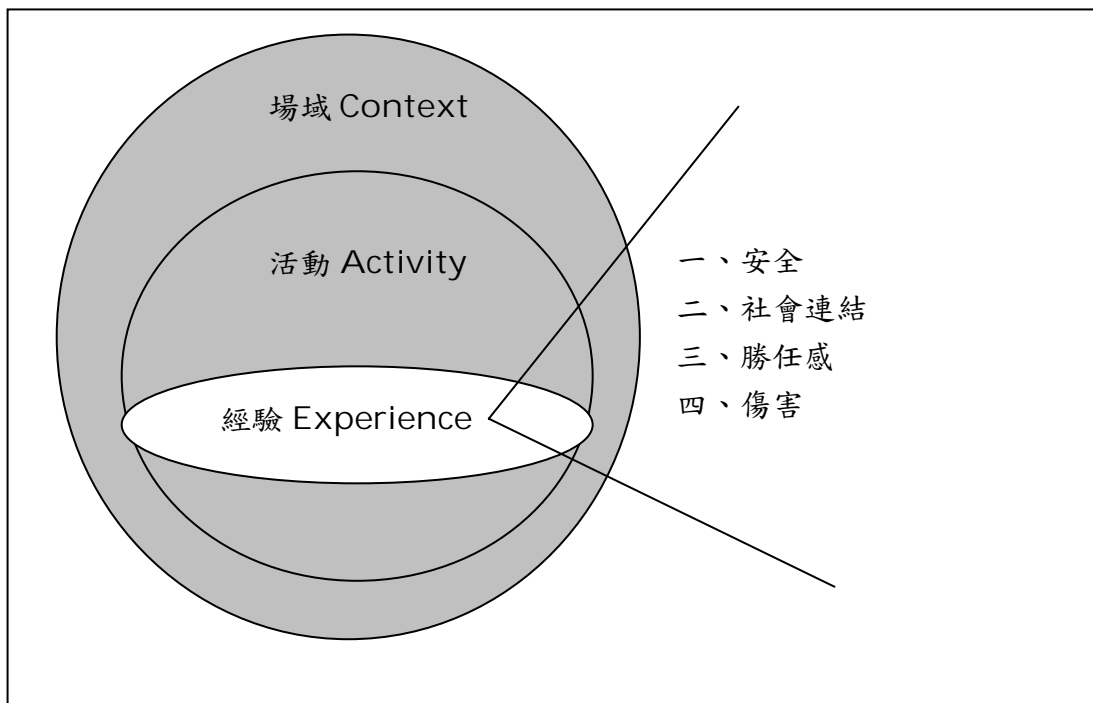 場域 Context
活動 Activity
經驗 Experience
一、安全
二、社會連結
三、勝任感
四、傷害